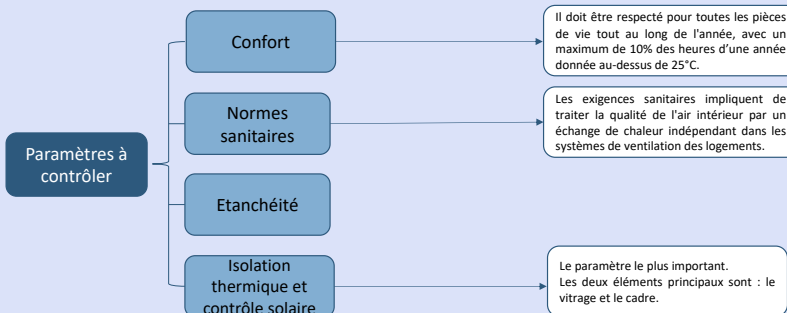 Confort
Il doit être respecté pour toutes les pièces
de vie tout au long de l'année, avec un
maximum de 10% des heures d'une année
donnée au-dessus de 25°C.
Normes
sanitaires
Les exigences sanitaires impliquent de
traiter la qualité de l'air intérieur par un
échange de chaleur indépendant dans les
systèmes de ventilation des logements.
Paramètres à
contrôler
Etanchéité
Isolation
thermique et
contrôle solaire
Le paramètre le plus important.
Les deux éléments principaux sont : le
vitrage et le cadre.